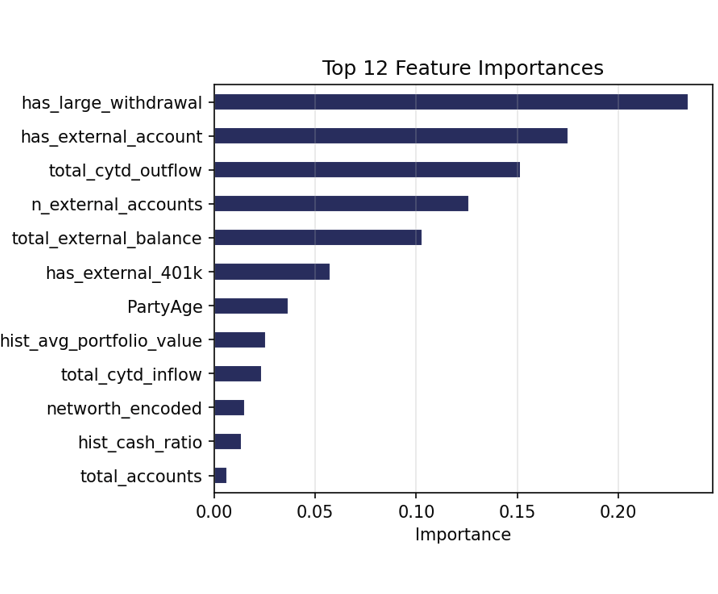 Top 12 Feature Importances
has_large_withdrawal
has_external_account
total_cytd_outflow
n_external_accounts
total_external_balance
has_external_401k
PartyAge
hist_avg_portfolio_value
total_cytd_inflow
networth_encoded
hist_cash_ratio
total_accounts
0.00 0.05 0.10 0.15 0.20
Importance